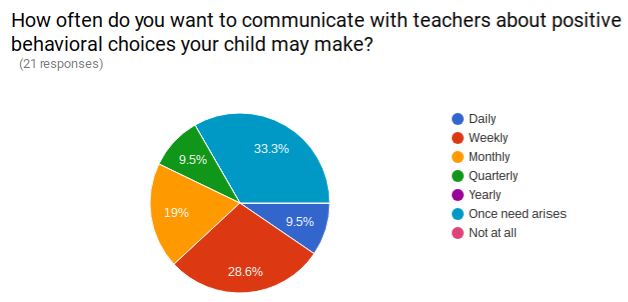 How often do you want to communicate with teachers about positive
behavioral choices your child may make?
(21 responses)
33.3%
9.5%
19%
28.6%
9.5%
Daily
Weekly
Monthly
Quarterly
Yearly
Once need arises
Not at all